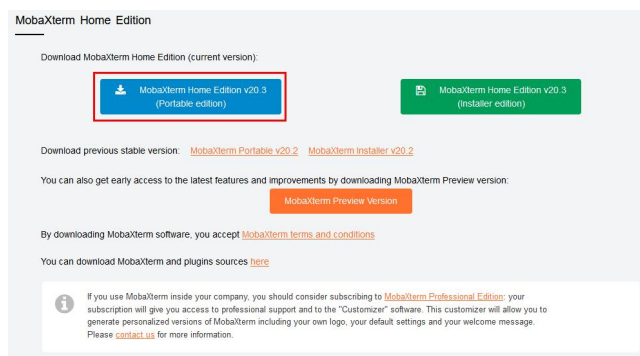 MobaXterm Home Edition
Download MobaXterm Home Edition (current version):
MobaXterm Home Edition v20.3
(Portable edition)
MobaXterm Home Edition v20.3
(Installer edition)
Download previous stable version: MobaXterm Portable v20.2 MobaXterm Installer v20.2
You can also get early access to the latest features and improvements by downloading MobaXterm Preview version:
MobaXterm Preview Version
By downloading MobaXterm software, you accept MobaXterm terms and conditions
You can download MobaXterm and plugins sources here
If you use MobaXterm inside your company, you should consider subscribing to MobaXterm Professional Edition: your
subscription will give you access to professional support and to the "Customizer" software. This customizer will allow you to
generate personalized versions of MobaXterm including your own logo, your default settings and your welcome message.
Please contact us for more information.